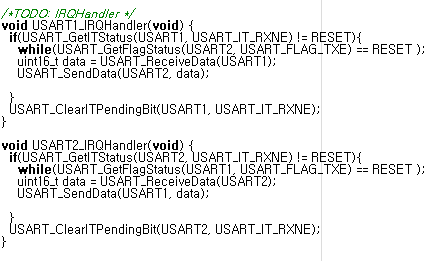 /*TODO: IRQHandler */
void USART1_IRQHandler(void) {
if(USART_GetITStatus(USART1, USART_IT_RXNE) != RESET){
while(USART_GetFlagStatus(USART2, USART_FLAG_TXE) == RESET );
uint16_t data = USART_ReceiveData(USART1);
USART_SendData(USART2, data);
}
USART_ClearITPendingBit(USART1, USART_IT_RXNE);
}
void USART2_IRQHandler(void) {
if(USART_GetITStatus(USART2, USART_IT_RXNE) != RESET){
while(USART_GetFlagStatus(USART1, USART_FLAG_TXE) == RESET );
uint16_t data = USART_ReceiveData(USART2);
USART_SendData(USART1, data);
}
USART_ClearITPendingBit(USART2, USART_IT_RXNE);
}